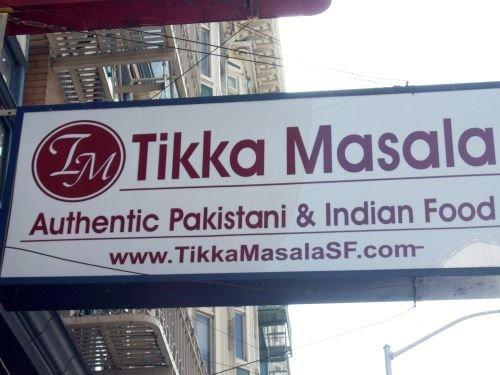 TM Tikka Masala
Authentic Pakistani & Indian Food
www.TikkaMasalaSF.com